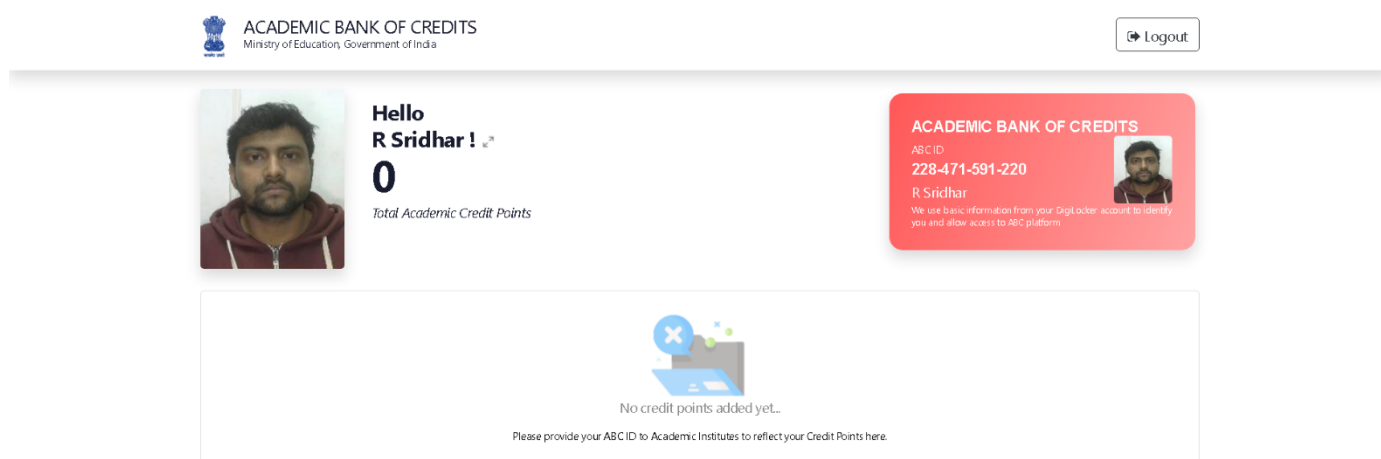 ACADEMIC BANK OF CREDITS
Ministry of Education, Government of India
Logout
Hello
R Sridhar !
0
Total Academic Credit Points
ACADEMIC BANK OF CREDITS
ABC ID
228-471-591-220
R Sridhar
We use basic information from your DigiLocker account to identify
you and allow access to ABC platform
No credit points added yet...
Please provide your ABC ID to Academic Institutes to reflect your Credit Points here.